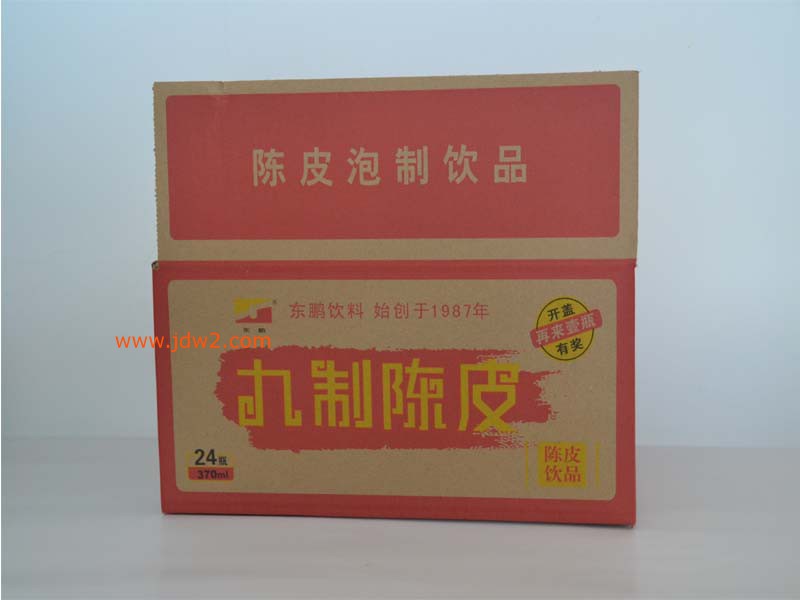 陈皮泡制饮品
东鹏
东鹏饮料 始创于1987年
www.jdw2.com
开盖
再来壹瓶
有奖
九制陈皮
24瓶
370ml
陈皮
饮品